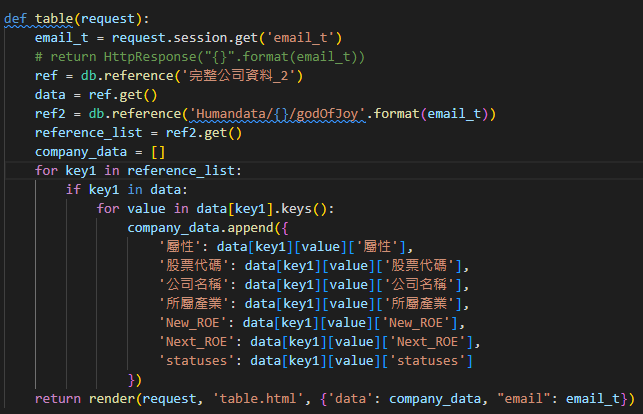 def table(request):
    email_t = request.session.get('email_t')
    # return HttpResponse("{}".format(email_t))
    ref = db.reference('完整公司資料_2')
    data = ref.get()
    ref2 = db.reference('Humandata/{}/godOfJoy'.format(email_t))
    reference_list = ref2.get()
    company_data = []
    for key1 in reference_list:
        if key1 in data:
            for value in data[key1].keys():
                company_data.append({
                    '屬性': data[key1][value]['屬性'],
                    '股票代碼': data[key1][value]['股票代碼'],
                    '公司名稱': data[key1][value]['公司名稱'],
                    '所屬產業': data[key1][value]['所屬產業'],
                    'New_ROE': data[key1][value]['New_ROE'],
                    'Next_ROE': data[key1][value]['Next_ROE'],
                    'statuses': data[key1][value]['statuses']
                })
    return render(request, 'table.html', {'data': company_data, "email": email_t})